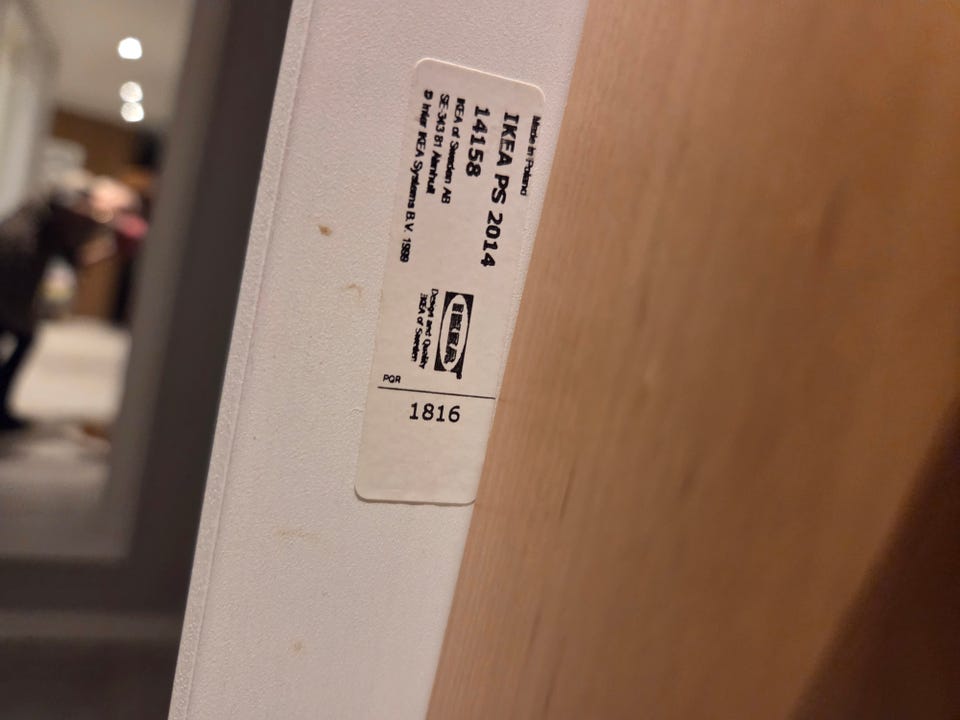 Made in Poland
IKEA PS 2014
14158
IKEA of Sweden AB
SE-343 81 Älmhult
© Inter IKEA Systems B.V. 1999
IKEA
Design and Quality
IKEA of Sweden
PQR
1816